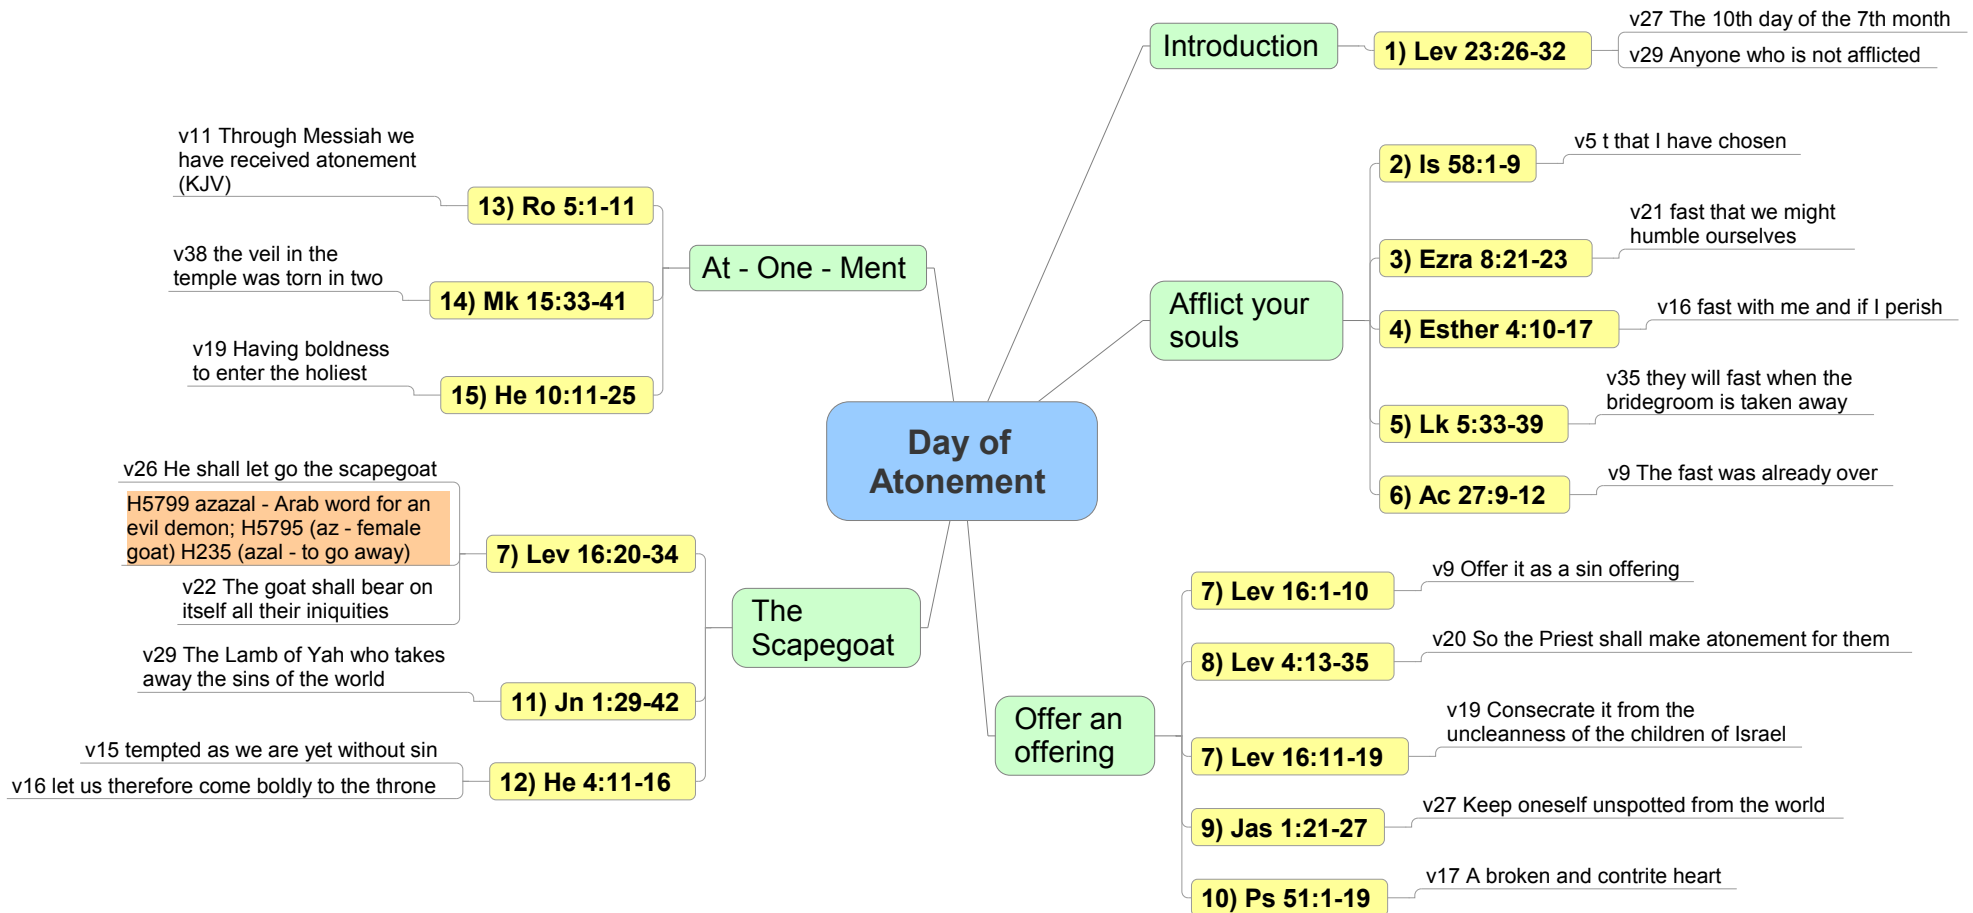 Day of
Atonement
Introduction
1) Lev 23:26-32
v27 The 10th day of the 7th month
v29 Anyone who is not afflicted
Afflict your
souls
2) Is 58:1-9
v5 t that I have chosen
3) Ezra 8:21-23
v21 fast that we might
humble ourselves
4) Esther 4:10-17
v16 fast with me and if I perish
5) Lk 5:33-39
v35 they will fast when the
bridegroom is taken away
6) Ac 27:9-12
v9 The fast was already over
Offer an
offering
7) Lev 16:1-10
v9 Offer it as a sin offering
8) Lev 4:13-35
v20 So the Priest shall make atonement for them
7) Lev 16:11-19
v19 Consecrate it from the
uncleanness of the children of Israel
9) Jas 1:21-27
v27 Keep oneself unspotted from the world
10) Ps 51:1-19
v17 A broken and contrite heart
The
Scapegoat
7) Lev 16:20-34
v26 He shall let go the scapegoat
H5799 azazal - Arab word for an
evil demon; H5795 (az - female
goat) H235 (azal - to go away)
v22 The goat shall bear on
itself all their iniquities
11) Jn 1:29-42
v29 The Lamb of Yah who takes
away the sins of the world
12) He 4:11-16
v15 tempted as we are yet without sin
v16 let us therefore come boldly to the throne
At - One - Ment
13) Ro 5:1-11
v11 Through Messiah we
have received atonement
(KJV)
14) Mk 15:33-41
v38 the veil in the
temple was torn in two
15) He 10:11-25
v19 Having boldness
to enter the holiest